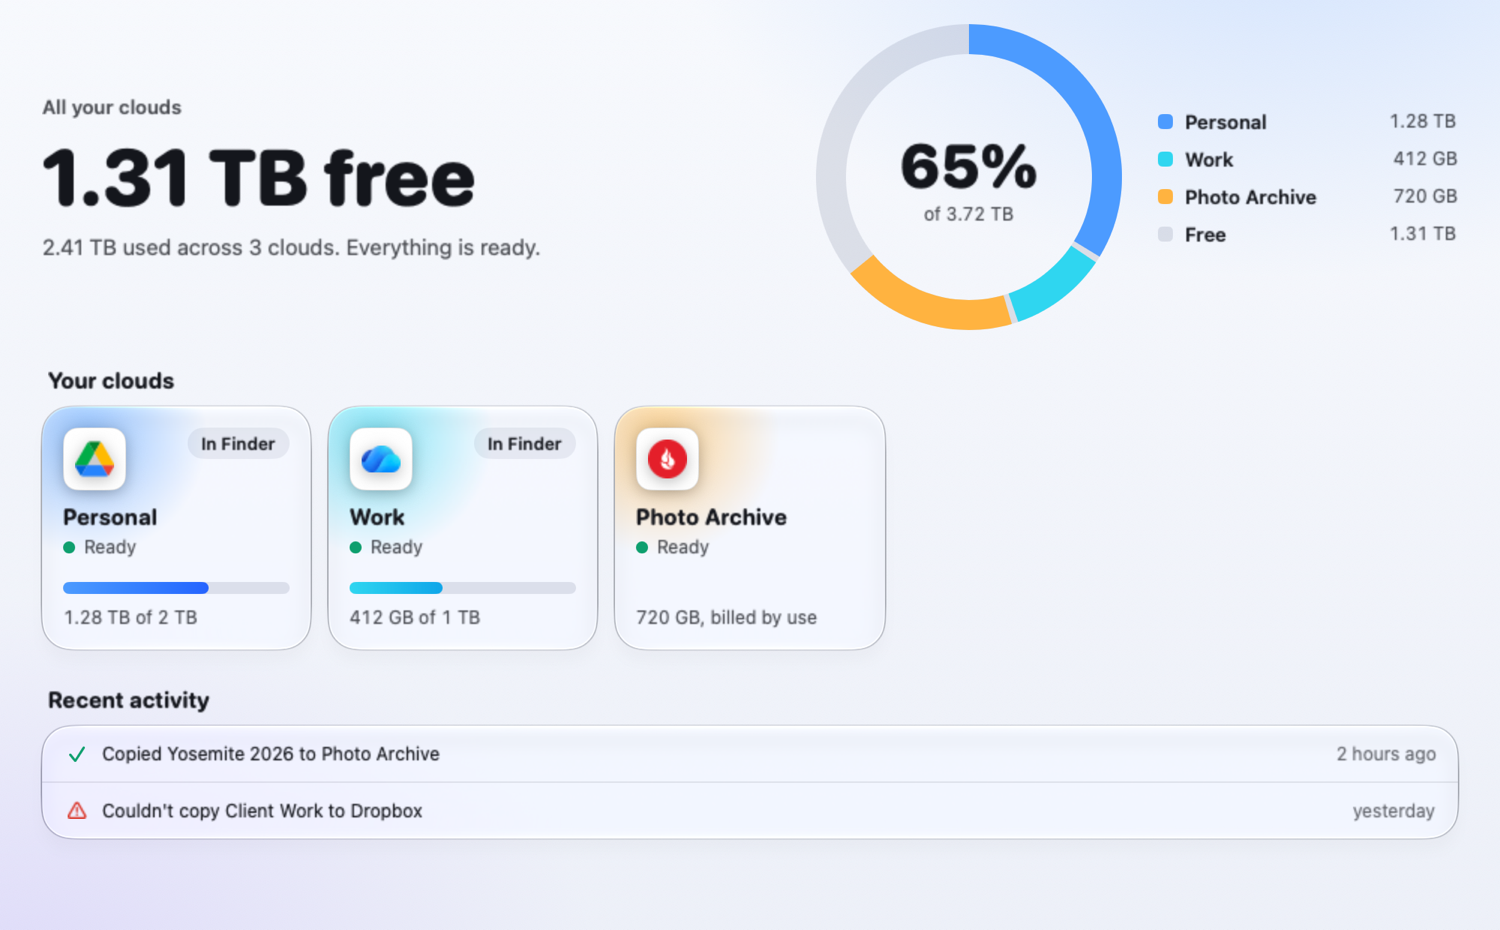 All your clouds
1.31 TB free
2.41 TB used across 3 clouds. Everything is ready.
65%
of 3.72 TB
Personal 1.28 TB
Work 412 GB
Photo Archive 720 GB
Free 1.31 TB
Your clouds
In Finder
Personal
Ready
1.28 TB of 2 TB
In Finder
Work
Ready
412 GB of 1 TB
Photo Archive
Ready
720 GB, billed by use
Recent activity
Copied Yosemite 2026 to Photo Archive 2 hours ago
Couldn't copy Client Work to Dropbox yesterday